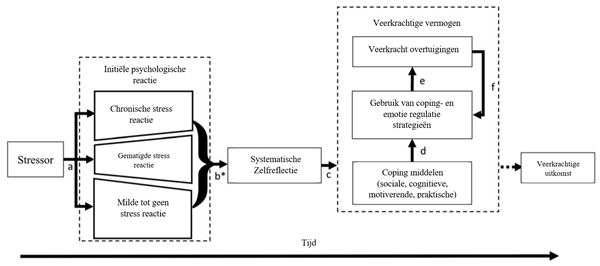 Veerkrachtige vermogen
Veerkracht overtuigingen
Initiële psychologische
reactie
e
f
Chronische stress
reactie
Gebruik van coping- en
emotie regulatie
strategieën
Stressor
a
Gematigde stress
reactie
b*
Systematische
Zelfreflectie
c
d
Milde tot geen
stress reactie
Coping middelen
(sociale, cognitieve,
motiverende, praktische)
Veerkrachtige
uitkomst
Tijd